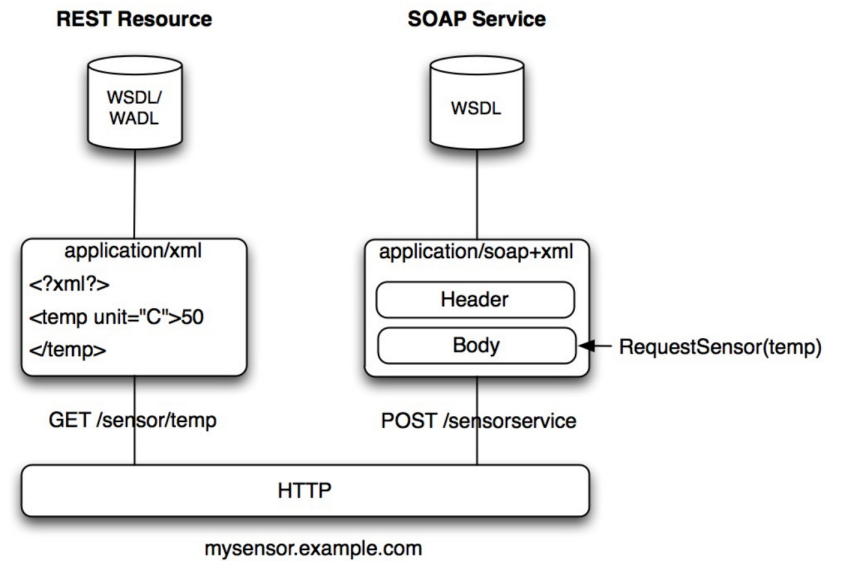 REST Resource
SOAP Service
WSDL/
WADL
WSDL
application/xml
<?xml?>
<temp unit="C">50
</temp>
application/soap+xml
Header
Body
RequestSensor(temp)
GET /sensor/temp
POST /sensorservice
HTTP
mysensor.example.com